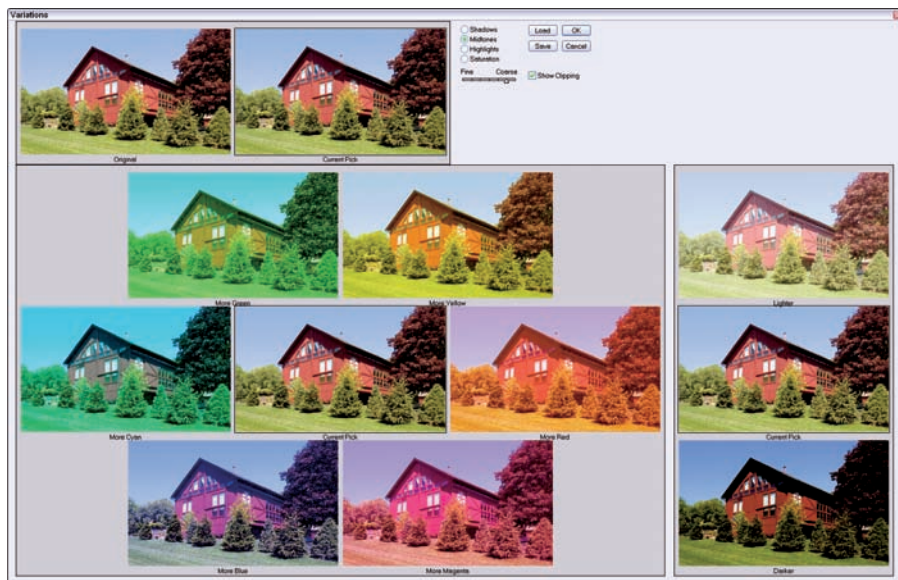 Variations
Shadows
Load
OK
Midtones
Highlights
Save
Cancel
Saturation
Fine
Coarse
Show Clipping
Original
Current Pick
More Green
More Yellow
Lighter
More Cyan
Current Pick
More Red
Current Pick
More Blue
More Magenta
Darker